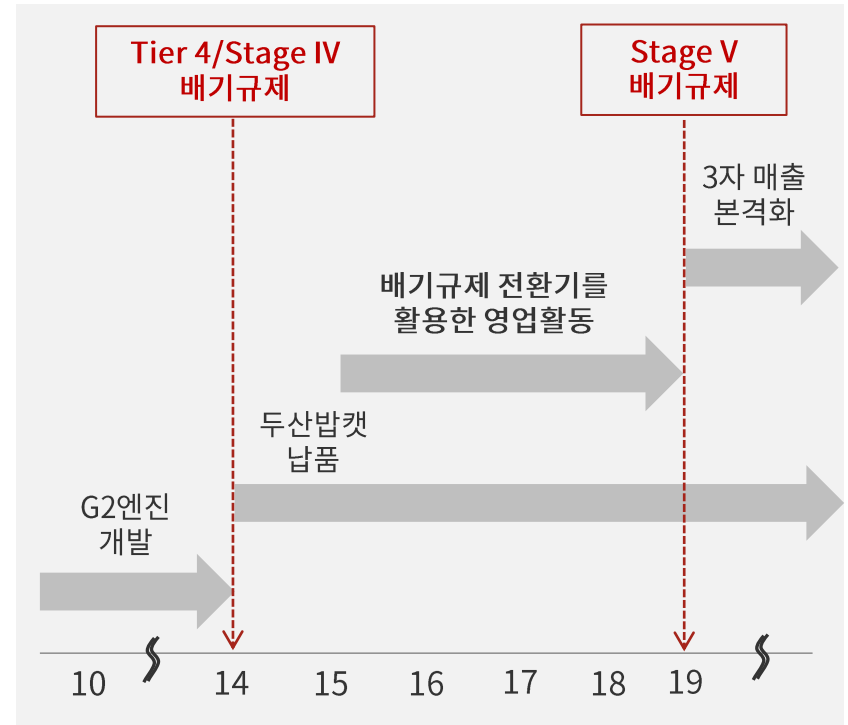 Tier 4/Stage IV
배기규제
Stage V
배기규제
3자 매출
본격화
배기규제 전환기를
활용한 영업활동
두산밥캣
납품
G2엔진
개발
10 14 15 16 17 18 19